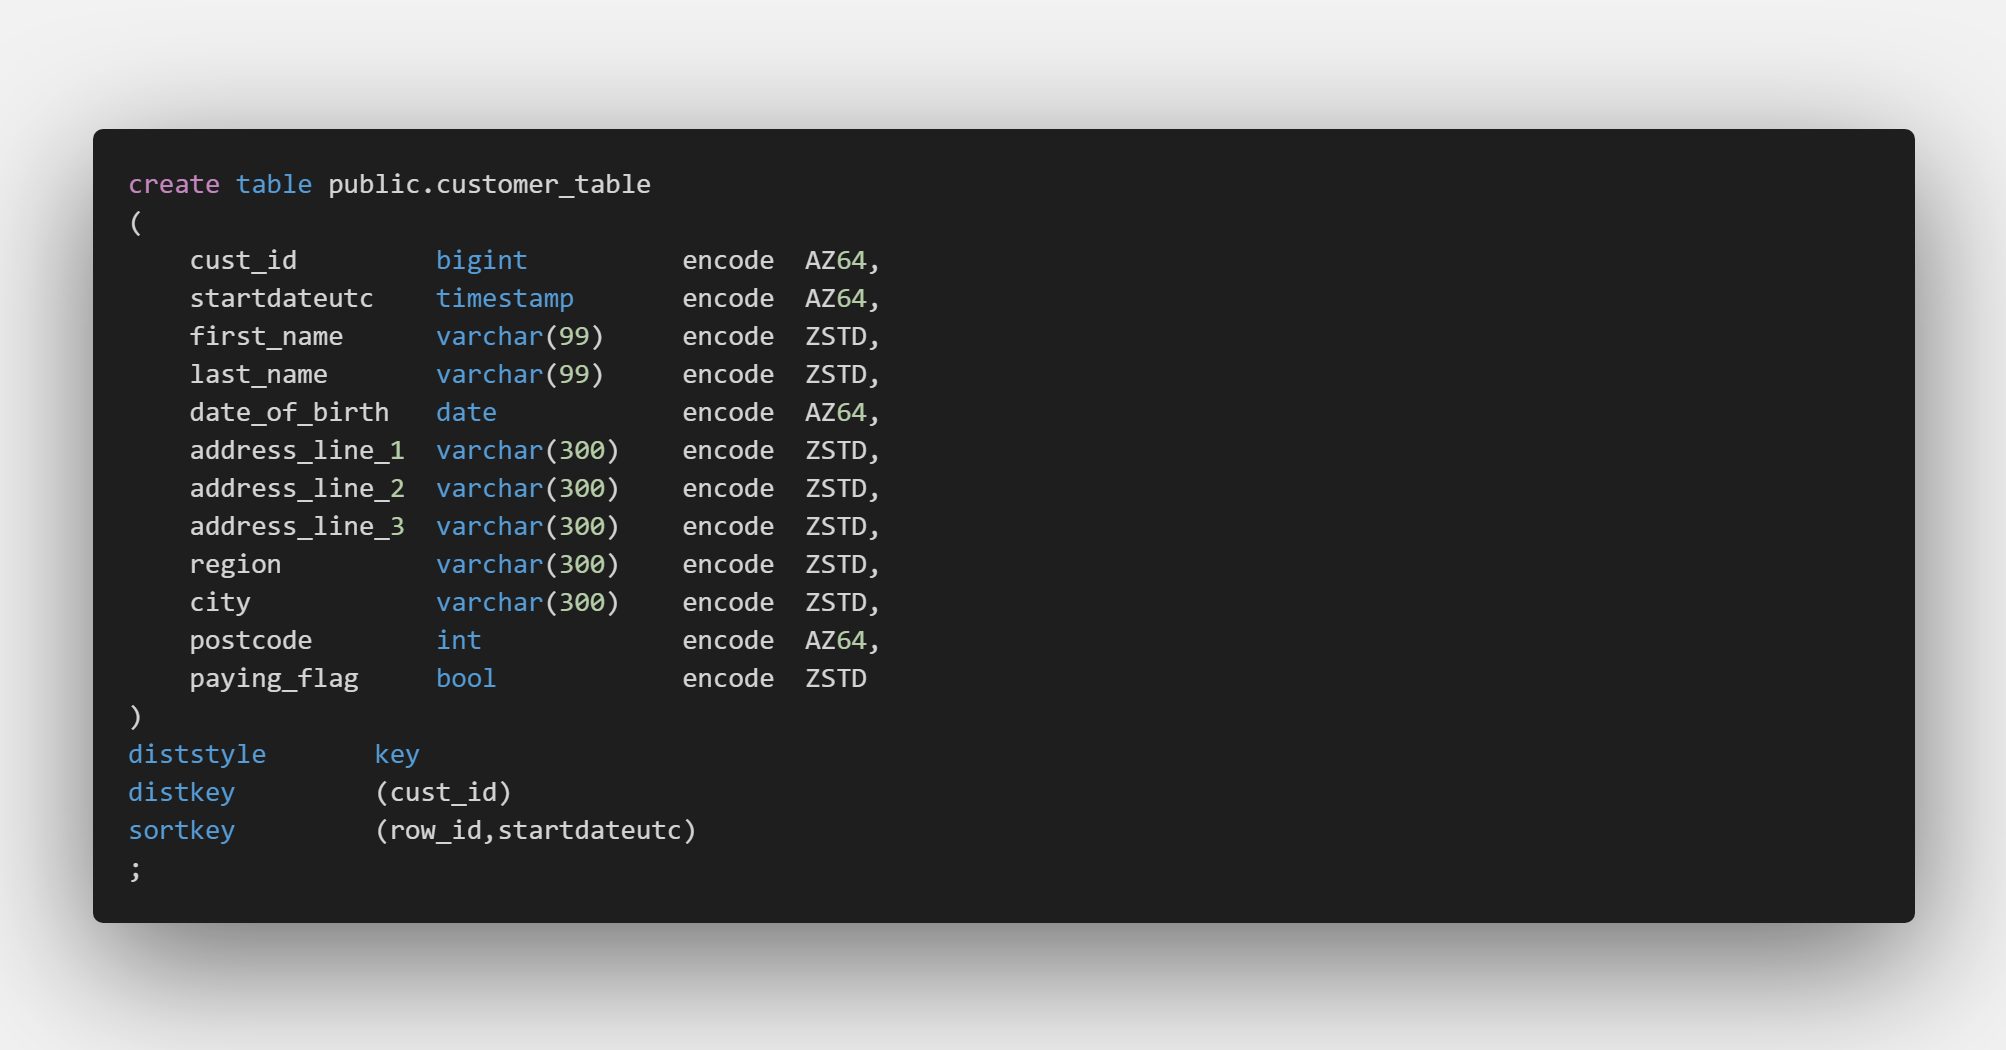 create table public.customer_table
(
    cust_id         bigint          encode  AZ64,
    startdateutc    timestamp       encode  AZ64,
    first_name      varchar(99)     encode  ZSTD,
    last_name       varchar(99)     encode  ZSTD,
    date_of_birth   date            encode  AZ64,
    address_line_1  varchar(300)    encode  ZSTD,
    address_line_2  varchar(300)    encode  ZSTD,
    address_line_3  varchar(300)    encode  ZSTD,
    region          varchar(300)    encode  ZSTD,
    city            varchar(300)    encode  ZSTD,
    postcode        int             encode  AZ64,
    paying_flag     bool            encode  ZSTD
)
diststyle       key
distkey         (cust_id)
sortkey         (row_id,startdateutc)
;